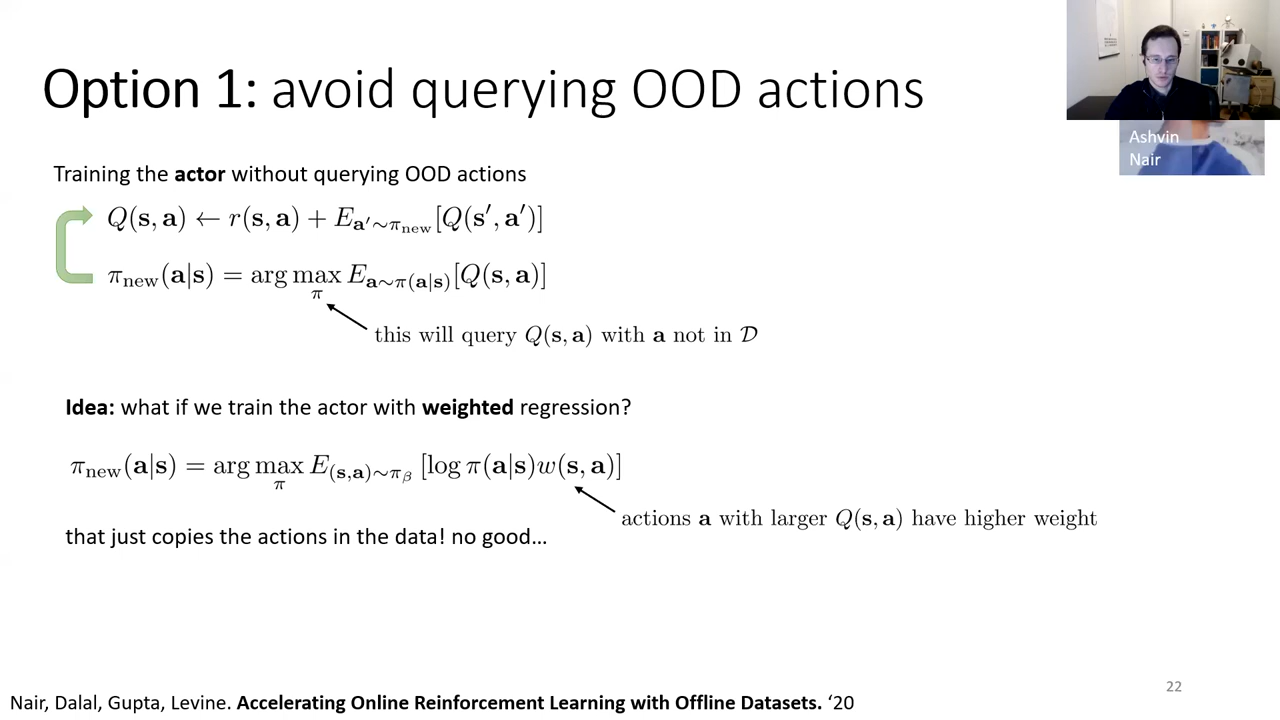 Option 1: avoid querying OOD actions
Ashvin
Nair
Training the actor without querying OOD actions
Q(s, a) ← r(s, a) + E_{a′∼π_new}[Q(s′, a′)]
π_new(a|s) = arg max_π E_{a∼π(a|s)}[Q(s, a)]
this will query Q(s, a) with a not in 𝒟
Idea: what if we train the actor with weighted regression?
π_new(a|s) = arg max_π E_{(s,a)∼π_β} [log π(a|s)w(s, a)]
actions a with larger Q(s, a) have higher weight
that just copies the actions in the data! no good…
22
Nair, Dalal, Gupta, Levine. Accelerating Online Reinforcement Learning with Offline Datasets. ‘20